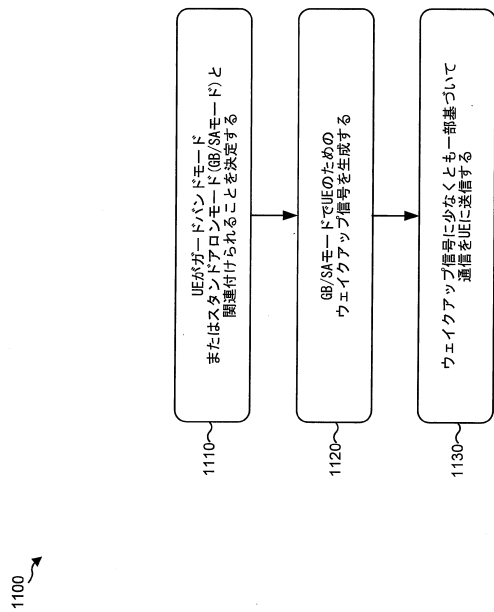 1100
1110
UEがガードバンドモード
またはスタンドアロンモード(GB/SAモード)と
関連付けられることを決定する
1120
GB/SAモードでUEのための
ウェイクアップ信号を生成する
1130
ウェイクアップ信号に少なくとも一部基づいて
通信をUEに送信する